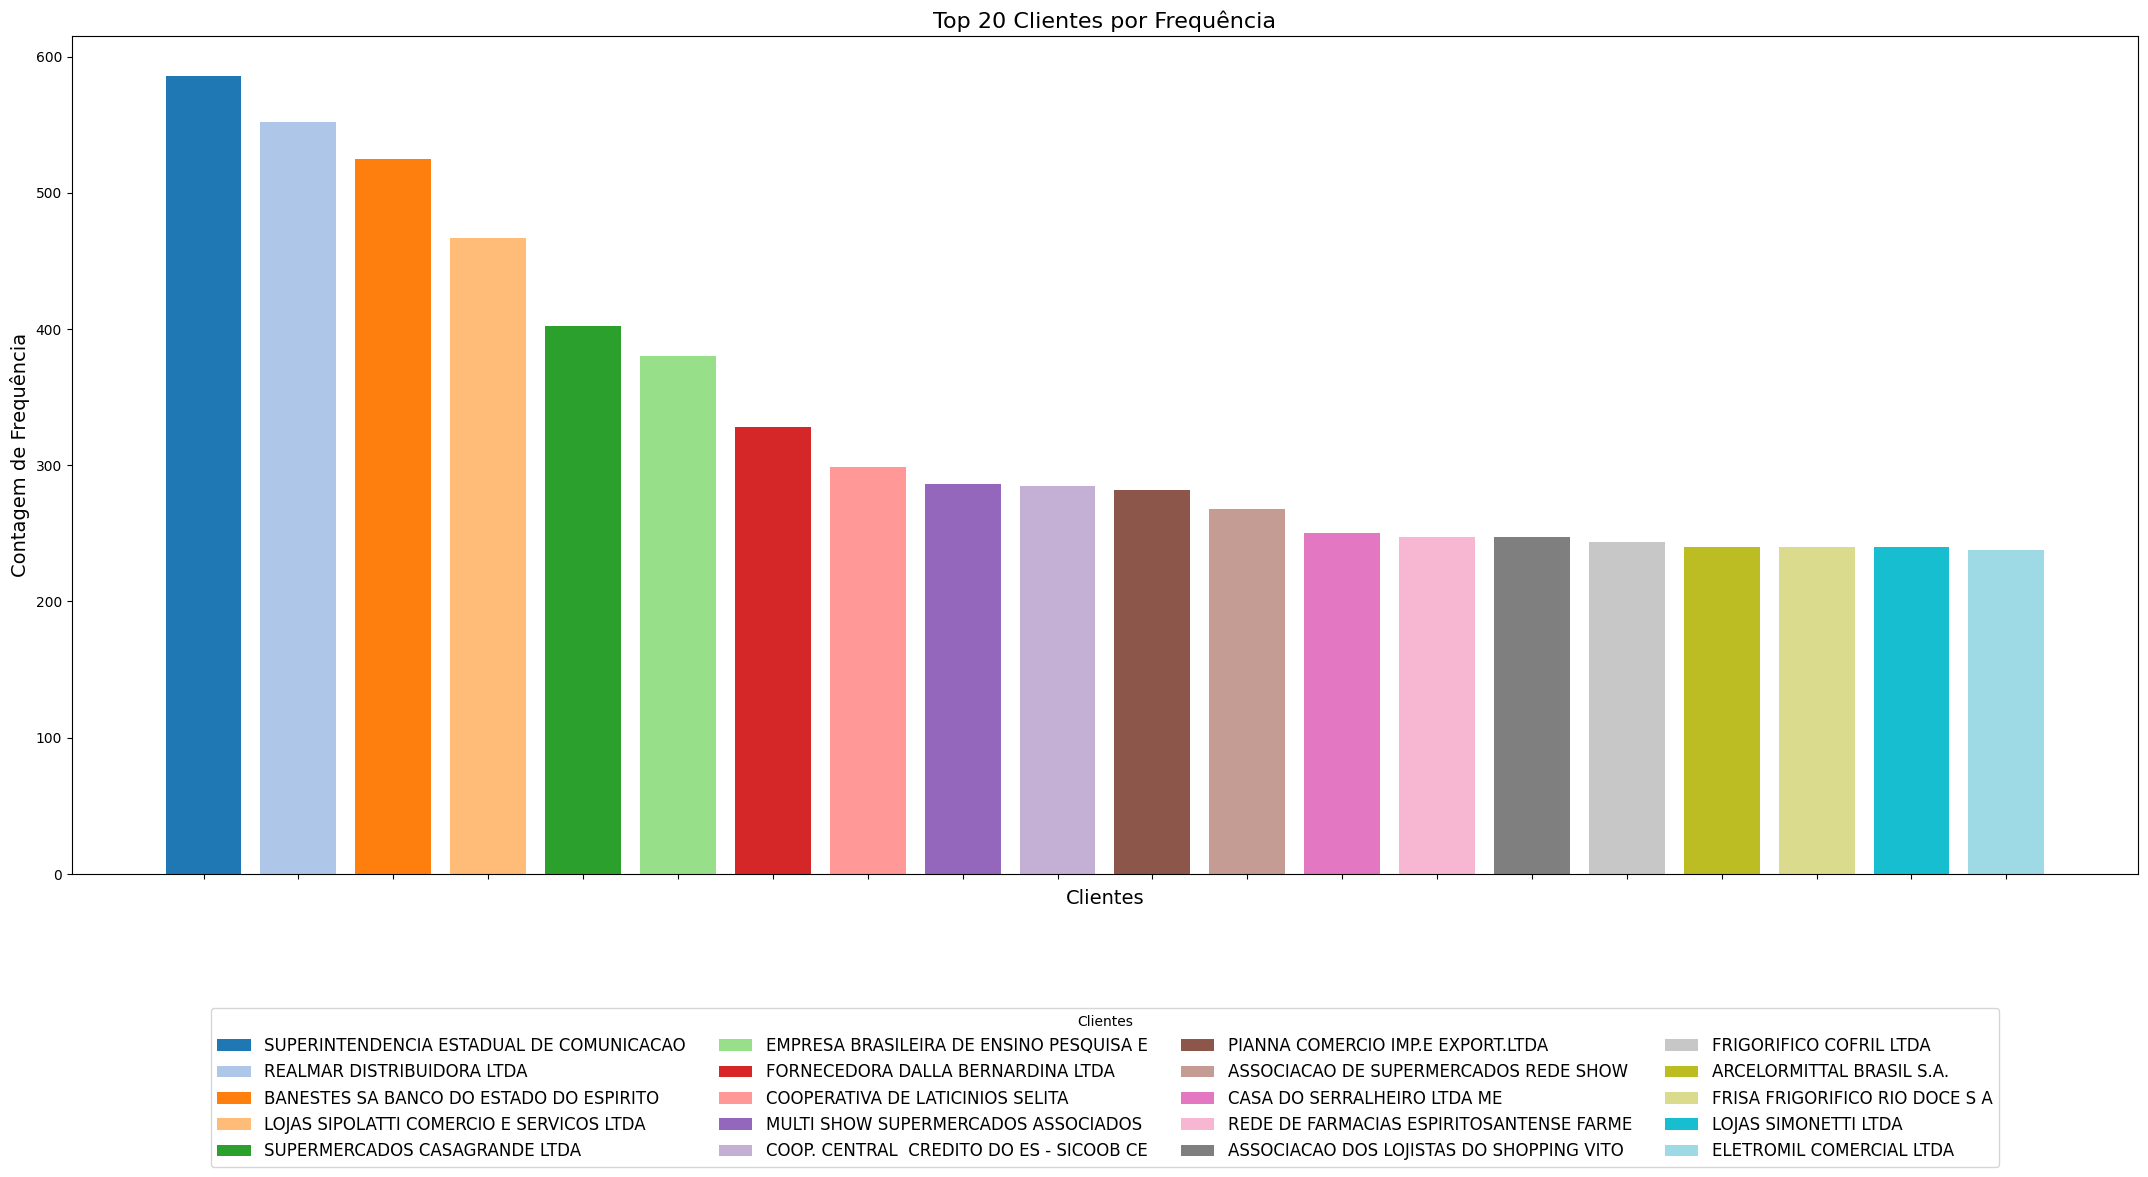 Top 20 Clientes por Frequência
Contagem de Frequência
600
500
400
300
200
100
0
Clientes
Clientes
SUPERINTENDENCIA ESTADUAL DE COMUNICACAO
REALMAR DISTRIBUIDORA LTDA
BANESTES SA BANCO DO ESTADO DO ESPIRITO
LOJAS SIPOLATTI COMERCIO E SERVICOS LTDA
SUPERMERCADOS CASAGRANDE LTDA
EMPRESA BRASILEIRA DE ENSINO PESQUISA E
FORNECEDORA DALLA BERNARDINA LTDA
COOPERATIVA DE LATICINIOS SELITA
MULTI SHOW SUPERMERCADOS ASSOCIADOS
COOP. CENTRAL  CREDITO DO ES - SICOOB CE
PIANNA COMERCIO IMP.E EXPORT.LTDA
ASSOCIACAO DE SUPERMERCADOS REDE SHOW
CASA DO SERRALHEIRO LTDA ME
REDE DE FARMACIAS ESPIRITOSANTENSE FARME
ASSOCIACAO DOS LOJISTAS DO SHOPPING VITO
FRIGORIFICO COFRIL LTDA
ARCELORMITTAL BRASIL S.A.
FRISA FRIGORIFICO RIO DOCE S A
LOJAS SIMONETTI LTDA
ELETROMIL COMERCIAL LTDA